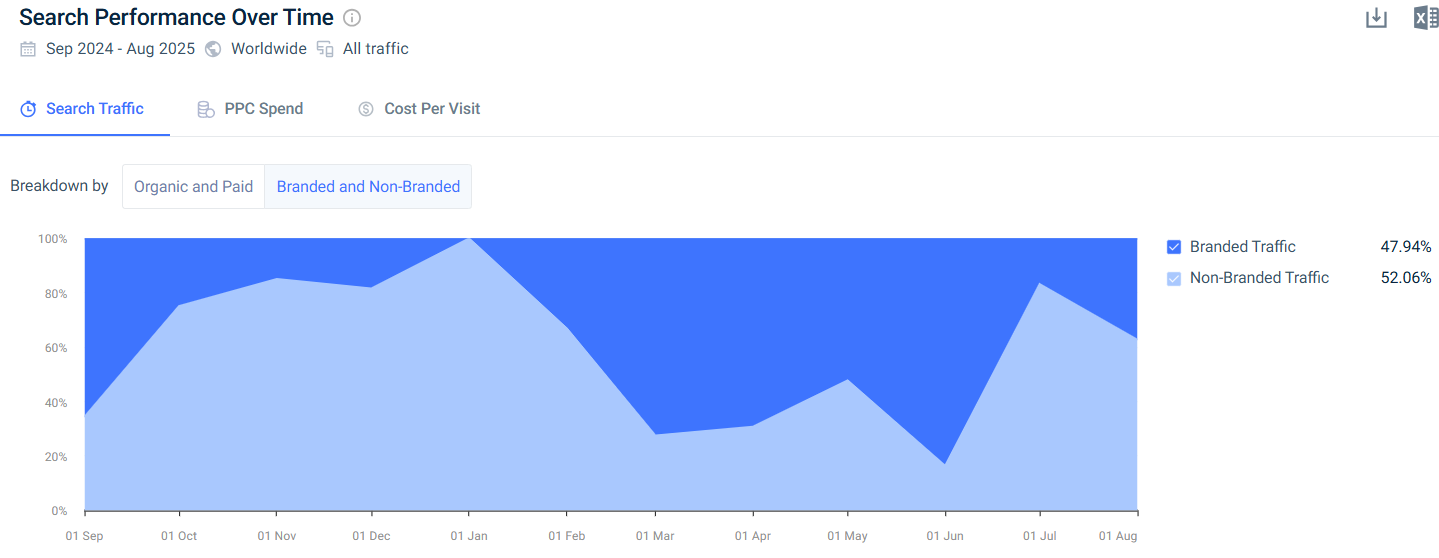 Search Performance Over Time
Sep 2024 - Aug 2025 Worldwide All traffic
Search Traffic PPC Spend Cost Per Visit
Breakdown by Organic and Paid Branded and Non-Branded
100%
80%
60%
40%
20%
0%
01 Sep 01 Oct 01 Nov 01 Dec 01 Jan 01 Feb 01 Mar 01 Apr 01 May 01 Jun 01 Jul 01 Aug
Branded Traffic 47.94%
Non-Branded Traffic 52.06%